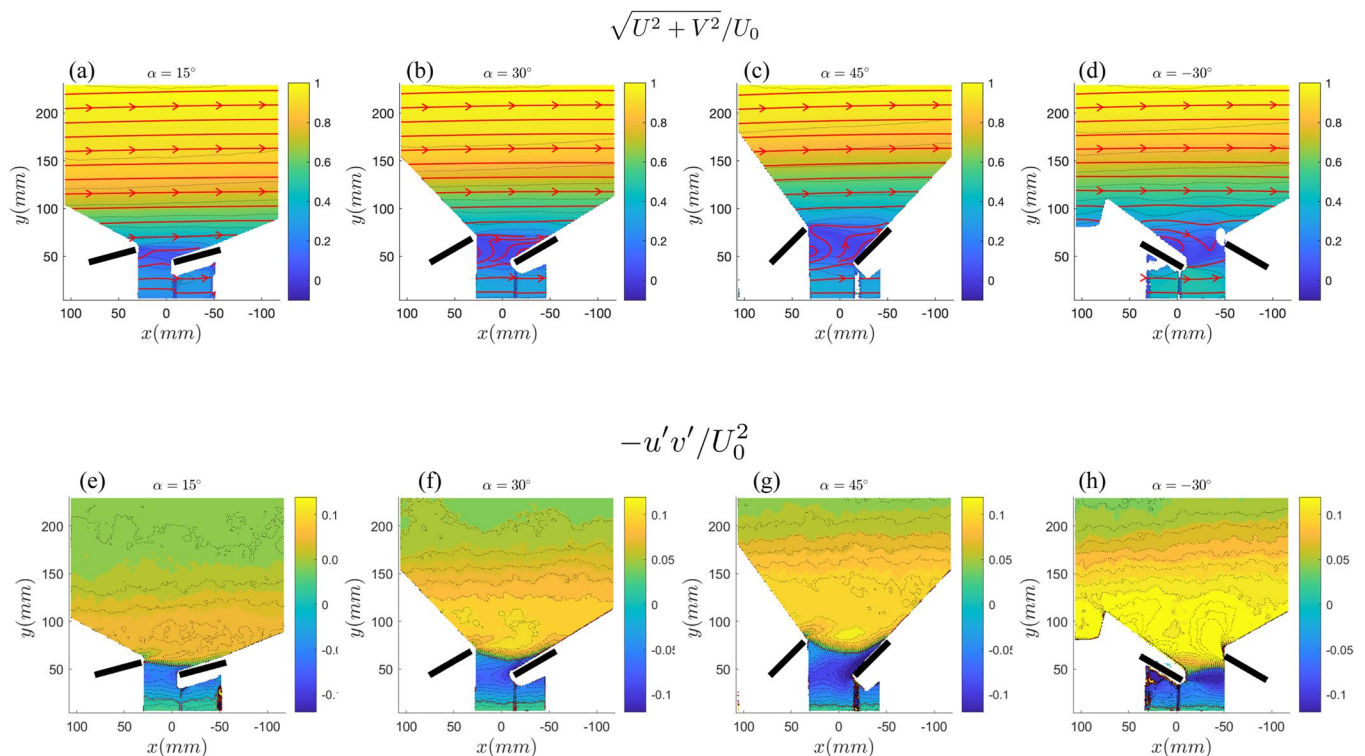 √U² + V²/U₀
(a) α = 15°
(b) α = 30°
(c) α = 45°
(d) α = −30°
y(mm)
200
150
100
50
1
0.8
0.6
0.4
0.2
0
100 50 0 -50 -100
x(mm)
y(mm)
200
150
100
50
1
0.8
0.6
0.4
0.2
0
100 50 0 -50 -100
x(mm)
y(mm)
200
150
100
50
1
0.8
0.6
0.4
0.2
0
100 50 0 -50 -100
x(mm)
y(mm)
200
150
100
50
1
0.8
0.6
0.4
0.2
0
100 50 0 -50 -100
x(mm)
−u′v′/U₀²
(e) α = 15°
(f) α = 30°
(g) α = 45°
(h) α = −30°
y(mm)
200
150
100
50
0.1
0.0
0
-0.0
-0.
100 50 0 -50 -100
x(mm)
y(mm)
200
150
100
50
0.1
0.05
0
-0.05
-0.1
100 50 0 -50 -100
x(mm)
y(mm)
200
150
100
50
0.1
0.05
0
-0.05
-0.1
100 50 0 -50 -100
x(mm)
y(mm)
200
150
100
50
0.1
0.05
0
-0.05
-0.1
100 50 0 -50 -100
x(mm)